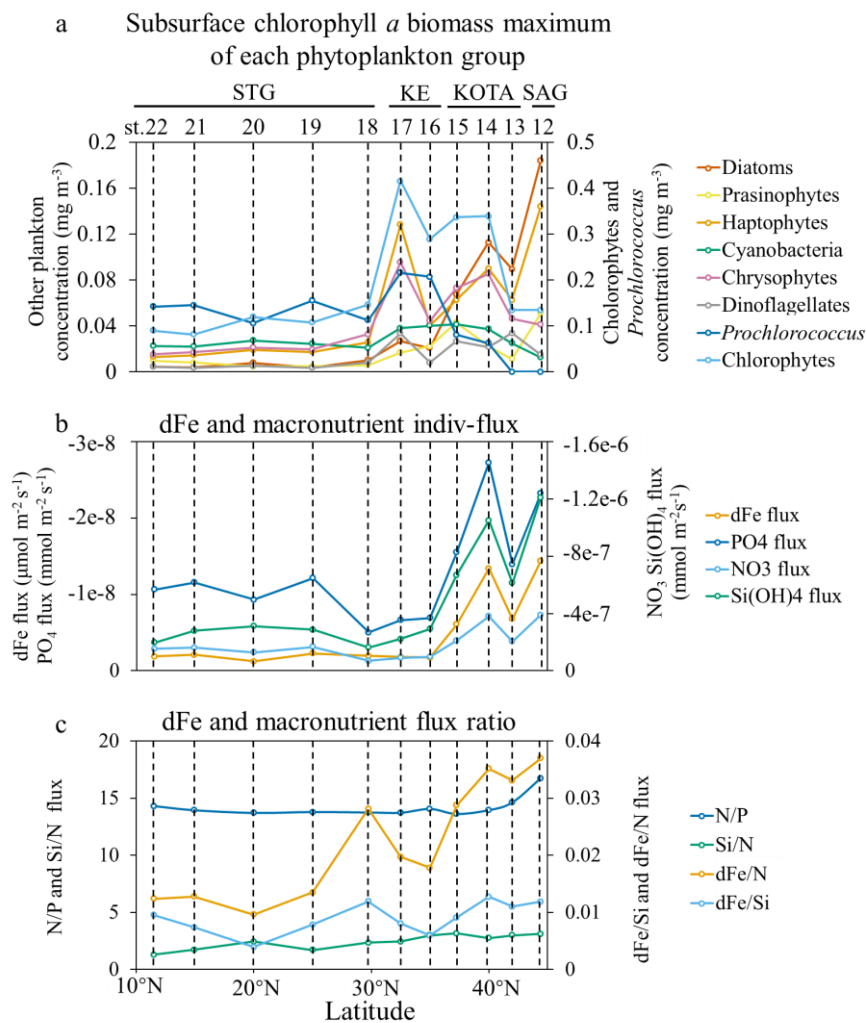 a
Subsurface chlorophyll a biomass maximum
of each phytoplankton group
STG KE KOTA SAG
st.22 21 20 19 18 17 16 15 14 13 12
0.2
0.16
0.12
0.08
0.04
0
Other plankton
concentration (mg m-3)
0.5
0.4
0.3
0.2
0.1
0
Cholorophytes and
Prochlorococcus
concentration (mg m-3)
Diatoms
Prasinophytes
Haptophytes
Cyanobacteria
Chrysophytes
Dinoflagellates
Prochlorococcus
Chlorophytes
b
dFe and macronutrient indiv-flux
-3e-8
-2e-8
-1e-8
0
dFe flux (μmol m-2 s-1)
PO4 flux (mmol m-2 s-1)
-1.6e-6
-1.2e-6
-8e-7
-4e-7
0
NO3 Si(OH)4 flux
(mmol m-2s-1)
dFe flux
PO4 flux
NO3 flux
Si(OH)4 flux
c
dFe and macronutrient flux ratio
20
15
10
5
0
N/P and Si/N flux
0.04
0.03
0.02
0.01
0
dFe/Si and dFe/N flux
N/P
Si/N
dFe/N
dFe/Si
10°N 20°N 30°N 40°N
Latitude